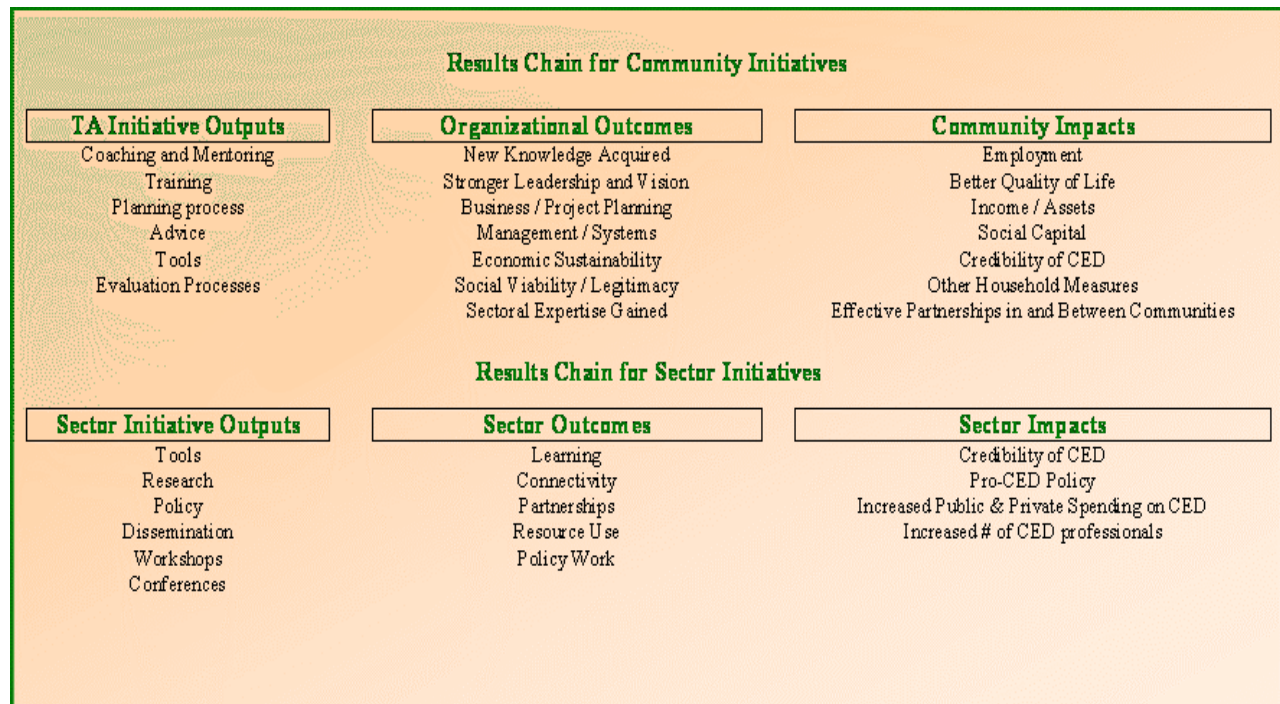 Results Chain for Community Initiatives
TA Initiative Outputs
Coaching and Mentoring
Training
Planning process
Advice
Tools
Evaluation Processes
Organizational Outcomes
New Knowledge Acquired
Stronger Leadership and Vision
Business / Project Planning
Management / Systems
Economic Sustainability
Social Viability / Legitimacy
Sectoral Expertise Gained
Community Impacts
Employment
Better Quality of Life
Income / Assets
Social Capital
Credibility of CED
Other Household Measures
Effective Partnerships in and Between Communities
Results Chain for Sector Initiatives
Sector Initiative Outputs
Tools
Research
Policy
Dissemination
Workshops
Conferences
Sector Outcomes
Learning
Connectivity
Partnerships
Resource Use
Policy Work
Sector Impacts
Credibility of CED
Pro-CED Policy
Increased Public & Private Spending on CED
Increased # of CED professionals